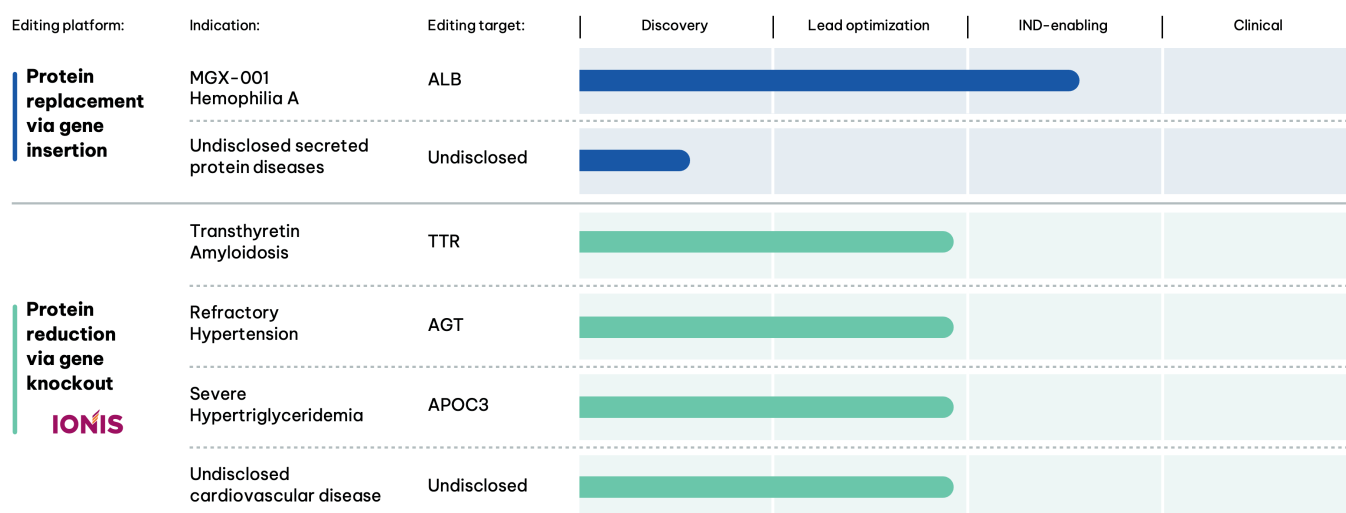 Editing platform:
Indication:
Editing target:
Discovery
Lead optimization
IND-enabling
Clinical
Protein
replacement
via gene
insertion
MGX-001
Hemophilia A
ALB
Undisclosed secreted
protein diseases
Undisclosed
Protein
reduction
via gene
knockout
IONIS
Transthyretin
Amyloidosis
TTR
Refractory
Hypertension
AGT
Severe
Hypertriglyceridemia
APOC3
Undisclosed
cardiovascular disease
Undisclosed